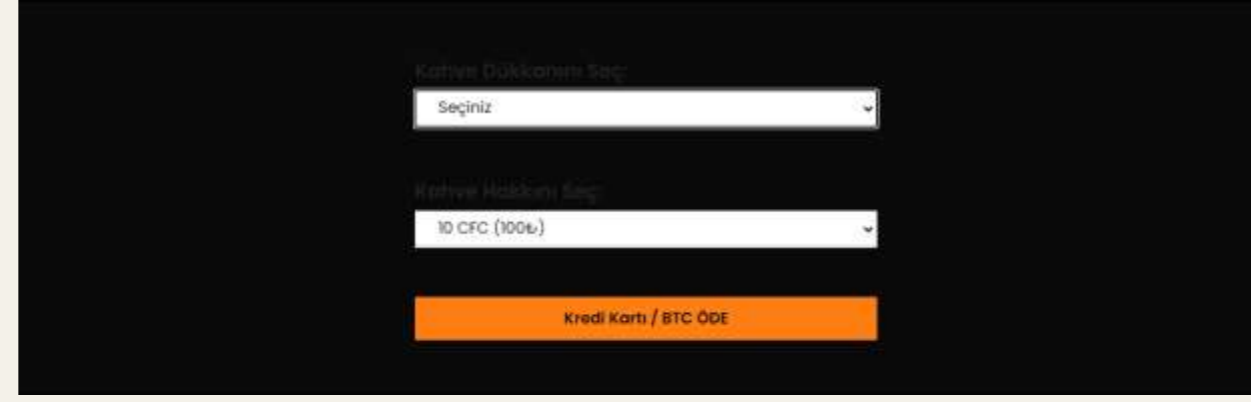 Kahve Dükkanını Seç:
Seçiniz
Kahve Hakkını Seç:
10 CFC (100₺)
Kredi Kartı / BTC ÖDE